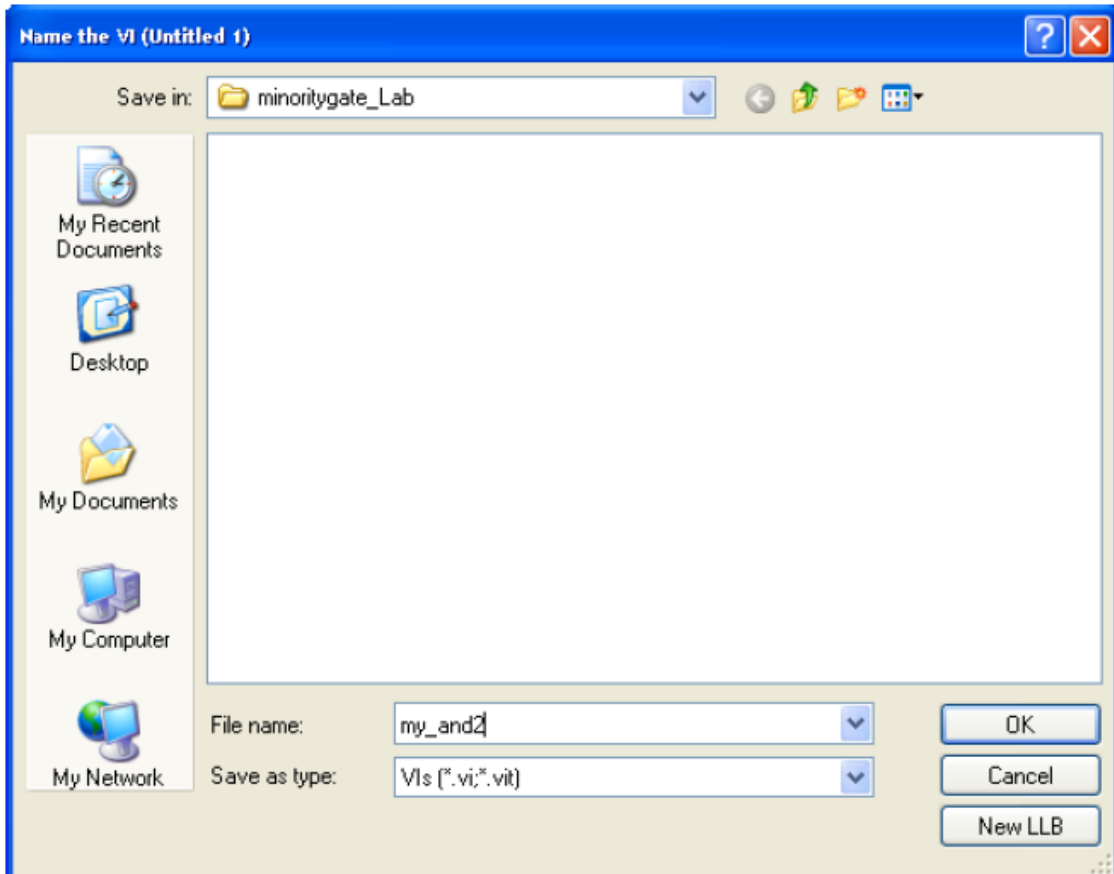 Name the VI (Untitled 1)
Save in:
minoritygate_Lab
My Recent
Documents
Desktop
My Documents
My Computer
My Network
File name:
my_and2
OK
Save as type:
VIs (*.vi;*.vit)
Cancel
New LLB